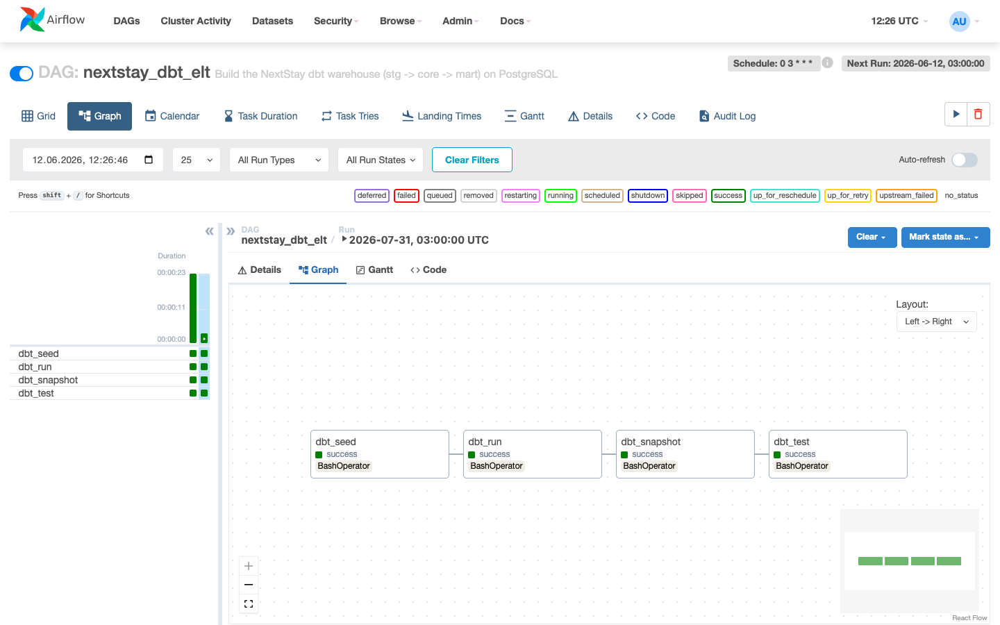 Airflow
DAGs
Cluster Activity
Datasets
Security
Browse
Admin
Docs
12:26 UTC
AU
DAG: nextstay_dbt_elt Build the NextStay dbt warehouse (stg -> core -> mart) on PostgreSQL
Schedule: 0 3 * * *
i
Next Run: 2026-06-12, 03:00:00
Grid
Graph
Calendar
Task Duration
Task Tries
Landing Times
Gantt
Details
Code
Audit Log
12.06.2026, 12:26:46
25
All Run Types
All Run States
Clear Filters
Auto-refresh
Press shift + / for Shortcuts
deferred
failed
queued
removed
restarting
running
scheduled
shutdown
skipped
success
up_for_reschedule
up_for_retry
upstream_failed
no_status
Duration
00:00:23
00:00:11
00:00:00
dbt_seed
dbt_run
dbt_snapshot
dbt_test
DAG
nextstay_dbt_elt
/
Run
2026-07-31, 03:00:00 UTC
Clear
Mark state as...
Details
Graph
Gantt
Code
Layout:
Left -> Right
dbt_seed
success
BashOperator
dbt_run
success
BashOperator
dbt_snapshot
success
BashOperator
dbt_test
success
BashOperator
React Flow